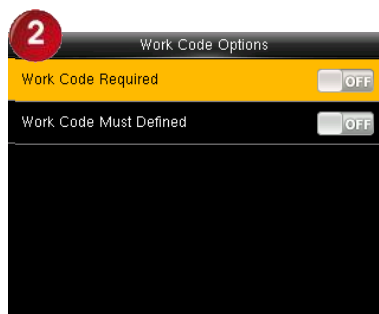 2
Work Code Options
Work Code Required OFF
Work Code Must Defined OFF